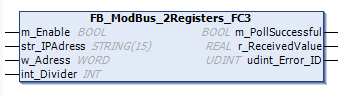 FB_ModBus_2Registers_FC3
m_Enable BOOL BOOL m_PollSuccessful
str_IPAdress STRING(15) REAL r_ReceivedValue
w_Adress WORD UDINT udint_Error_ID
int_Divider INT